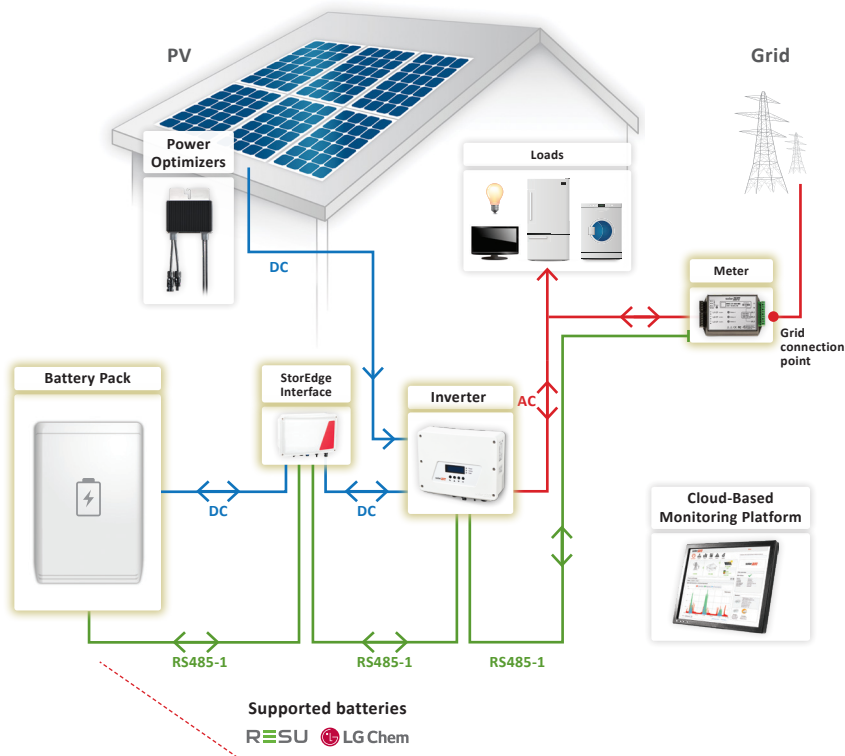 PV
Grid
Power
Optimizers
Loads
DC
Meter
Grid
connection
point
Battery Pack
StorEdge
Interface
Inverter
AC
DC
DC
Cloud-Based
Monitoring Platform
RS485-1
RS485-1
RS485-1
Supported batteries
RESU LG Chem